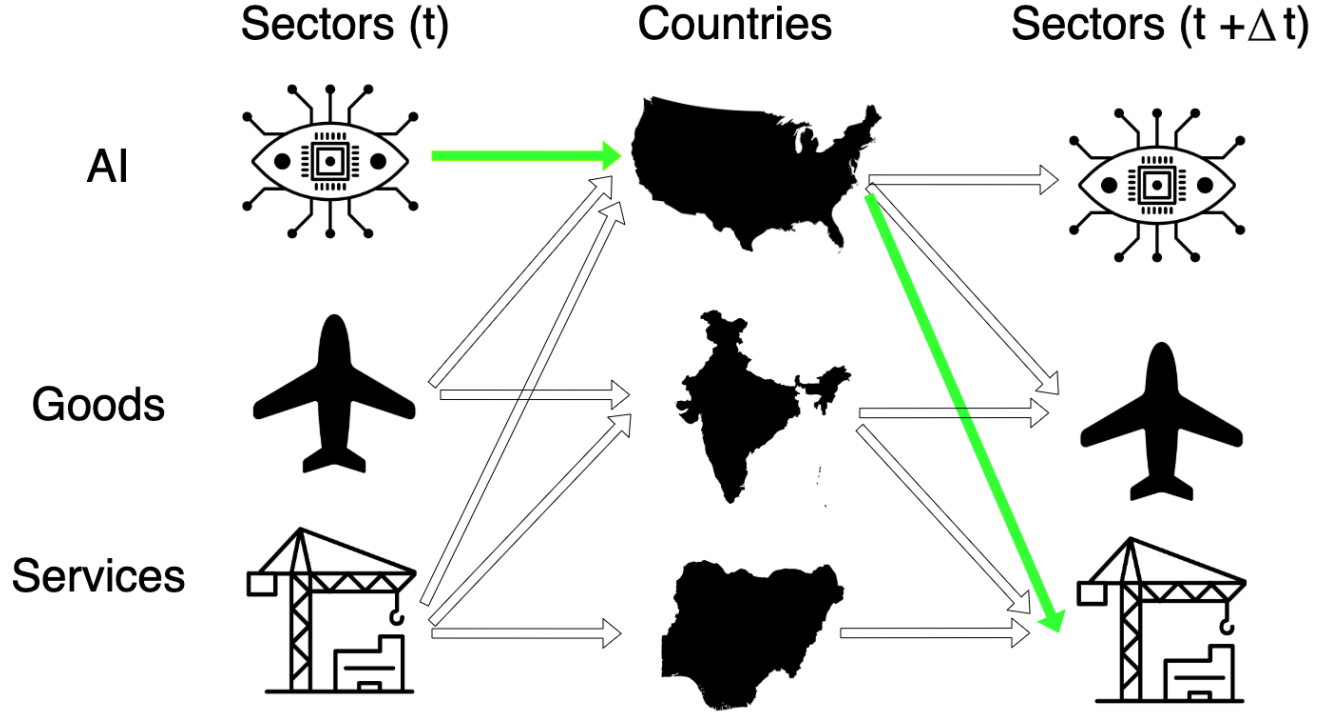 Sectors (t)
Countries
Sectors (t +Δ t)
AI
Goods
Services